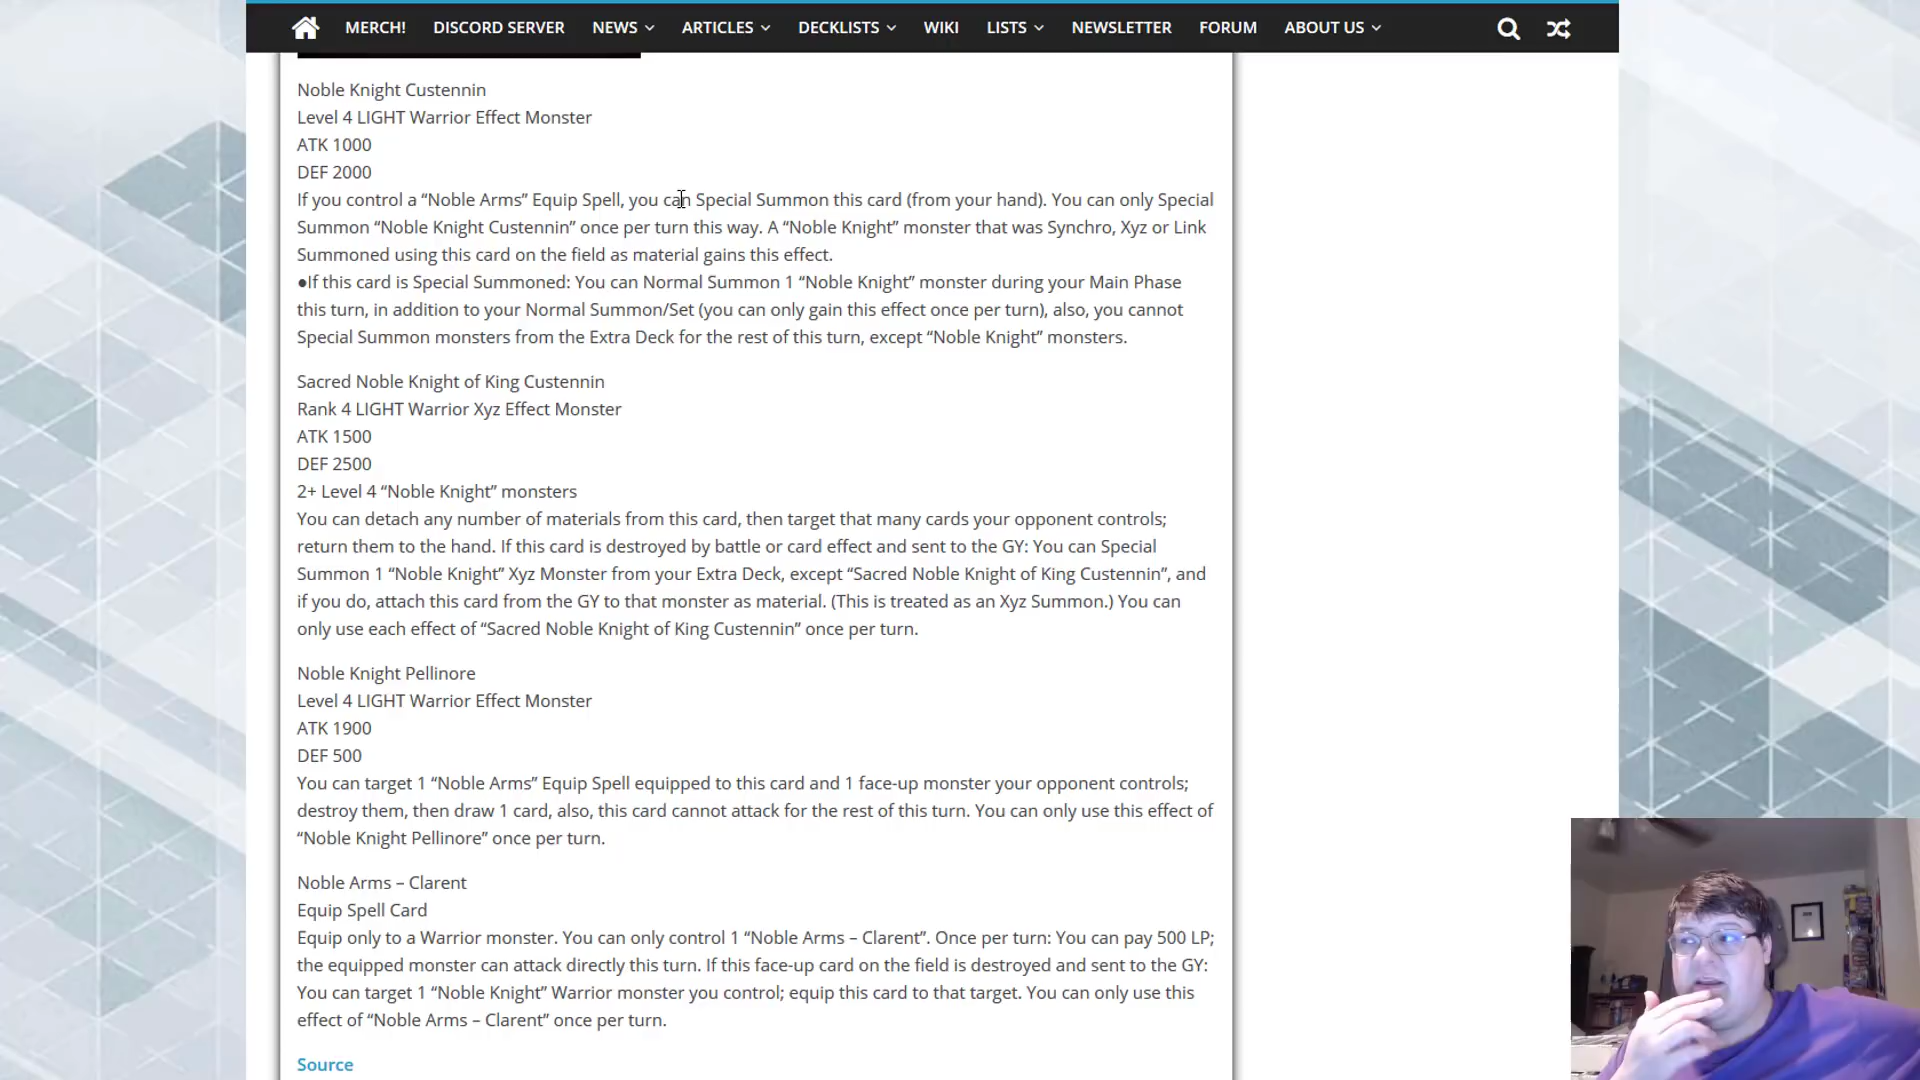 MERCH! DISCORD SERVER NEWS ARTICLES DECKLISTS WIKI LISTS NEWSLETTER FORUM ABOUT US
Noble Knight Custennin
Level 4 LIGHT Warrior Effect Monster
ATK 1000
DEF 2000
If you control a “Noble Arms” Equip Spell, you can Special Summon this card (from your hand). You can only Special
Summon “Noble Knight Custennin” once per turn this way. A “Noble Knight” monster that was Synchro, Xyz or Link
Summoned using this card on the field as material gains this effect.
●If this card is Special Summoned: You can Normal Summon 1 “Noble Knight” monster during your Main Phase
this turn, in addition to your Normal Summon/Set (you can only gain this effect once per turn), also, you cannot
Special Summon monsters from the Extra Deck for the rest of this turn, except “Noble Knight” monsters.
Sacred Noble Knight of King Custennin
Rank 4 LIGHT Warrior Xyz Effect Monster
ATK 1500
DEF 2500
2+ Level 4 “Noble Knight” monsters
You can detach any number of materials from this card, then target that many cards your opponent controls;
return them to the hand. If this card is destroyed by battle or card effect and sent to the GY: You can Special
Summon 1 “Noble Knight” Xyz Monster from your Extra Deck, except “Sacred Noble Knight of King Custennin”, and
if you do, attach this card from the GY to that monster as material. (This is treated as an Xyz Summon.) You can
only use each effect of “Sacred Noble Knight of King Custennin” once per turn.
Noble Knight Pellinore
Level 4 LIGHT Warrior Effect Monster
ATK 1900
DEF 500
You can target 1 “Noble Arms” Equip Spell equipped to this card and 1 face-up monster your opponent controls;
destroy them, then draw 1 card, also, this card cannot attack for the rest of this turn. You can only use this effect of
“Noble Knight Pellinore” once per turn.
Noble Arms – Clarent
Equip Spell Card
Equip only to a Warrior monster. You can only control 1 “Noble Arms – Clarent”. Once per turn: You can pay 500 LP;
the equipped monster can attack directly this turn. If this face-up card on the field is destroyed and sent to the GY:
You can target 1 “Noble Knight” Warrior monster you control; equip this card to that target. You can only use this
effect of “Noble Arms – Clarent” once per turn.
Source